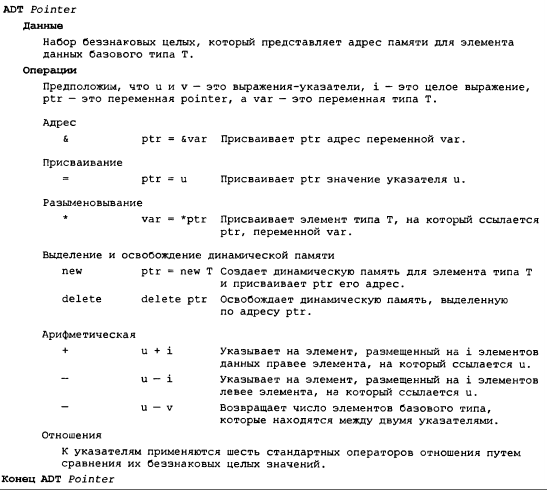 ADT Pointer
Данные
Набор беззнаковых целых, который представляет адрес памяти для элемента
данных базового типа T.
Операции
Предположим, что u и v — это выражения-указатели, i — это целое выражение,
ptr — это переменная pointer, а var — это переменная типа T.
Адрес
& ptr = &var Присваивает ptr адрес переменной var.
Присваивание
= ptr = u Присваивает ptr значение указателя u.
Разыменовывание
* var = *ptr Присваивает элемент типа T, на который ссылается
ptr, переменной var.
Выделение и освобождение динамической памяти
new ptr = new T Создает динамическую память для элемента типа T
и присваивает ptr его адрес.
delete delete ptr Освобождает динамическую память, выделенную
по адресу ptr.
Арифметическая
+ u + i Указывает на элемент, размещенный на i элементов
данных правее элемента, на который ссылается u.
— u — i Указывает на элемент, размещенный на i элементов
левее элемента, на который ссылается u.
— u — v Возвращает число элементов базового типа,
которые находятся между двумя указателями.
Отношения
К указателям применяются шесть стандартных операторов отношения путем
сравнения их беззнаковых целых значений.
Конец ADT Pointer